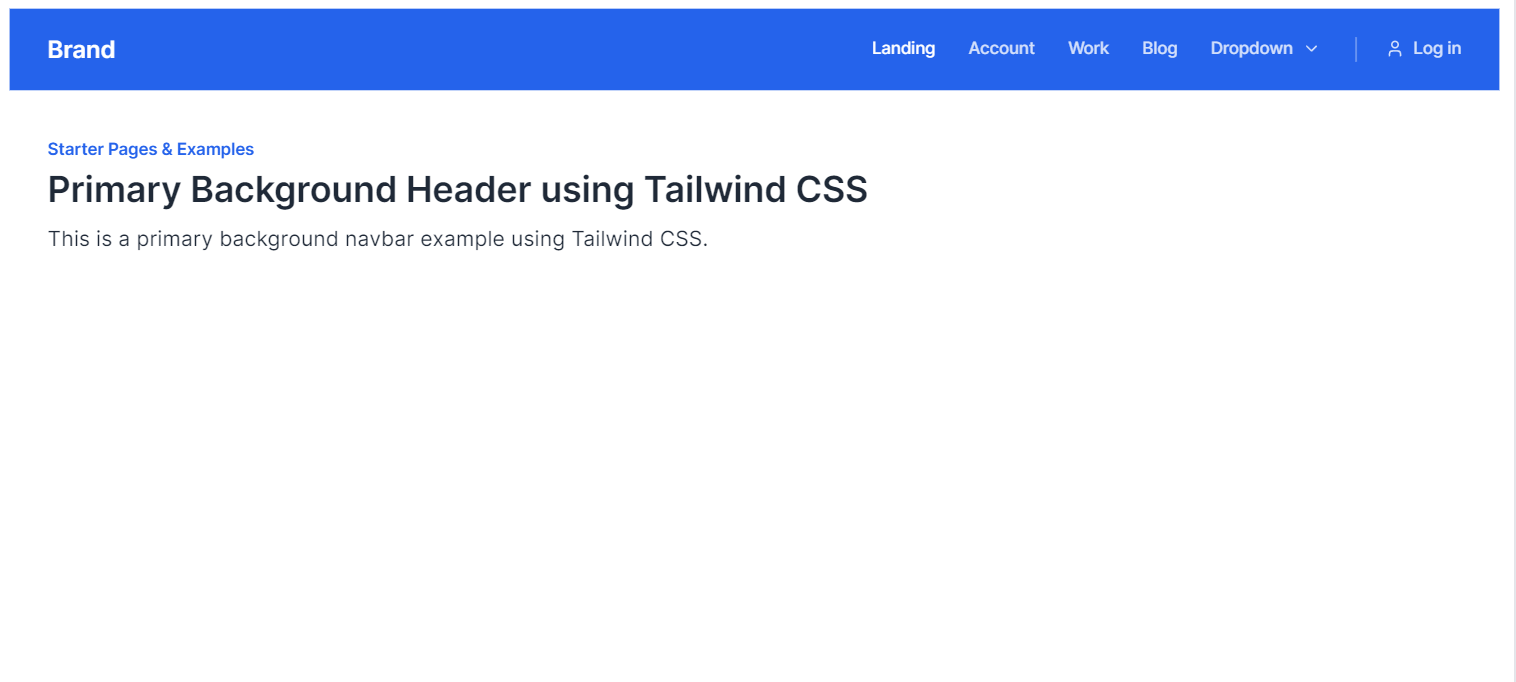 Brand Landing Account Work Blog Dropdown Log in
Starter Pages & Examples
Primary Background Header using Tailwind CSS
This is a primary background navbar example using Tailwind CSS.